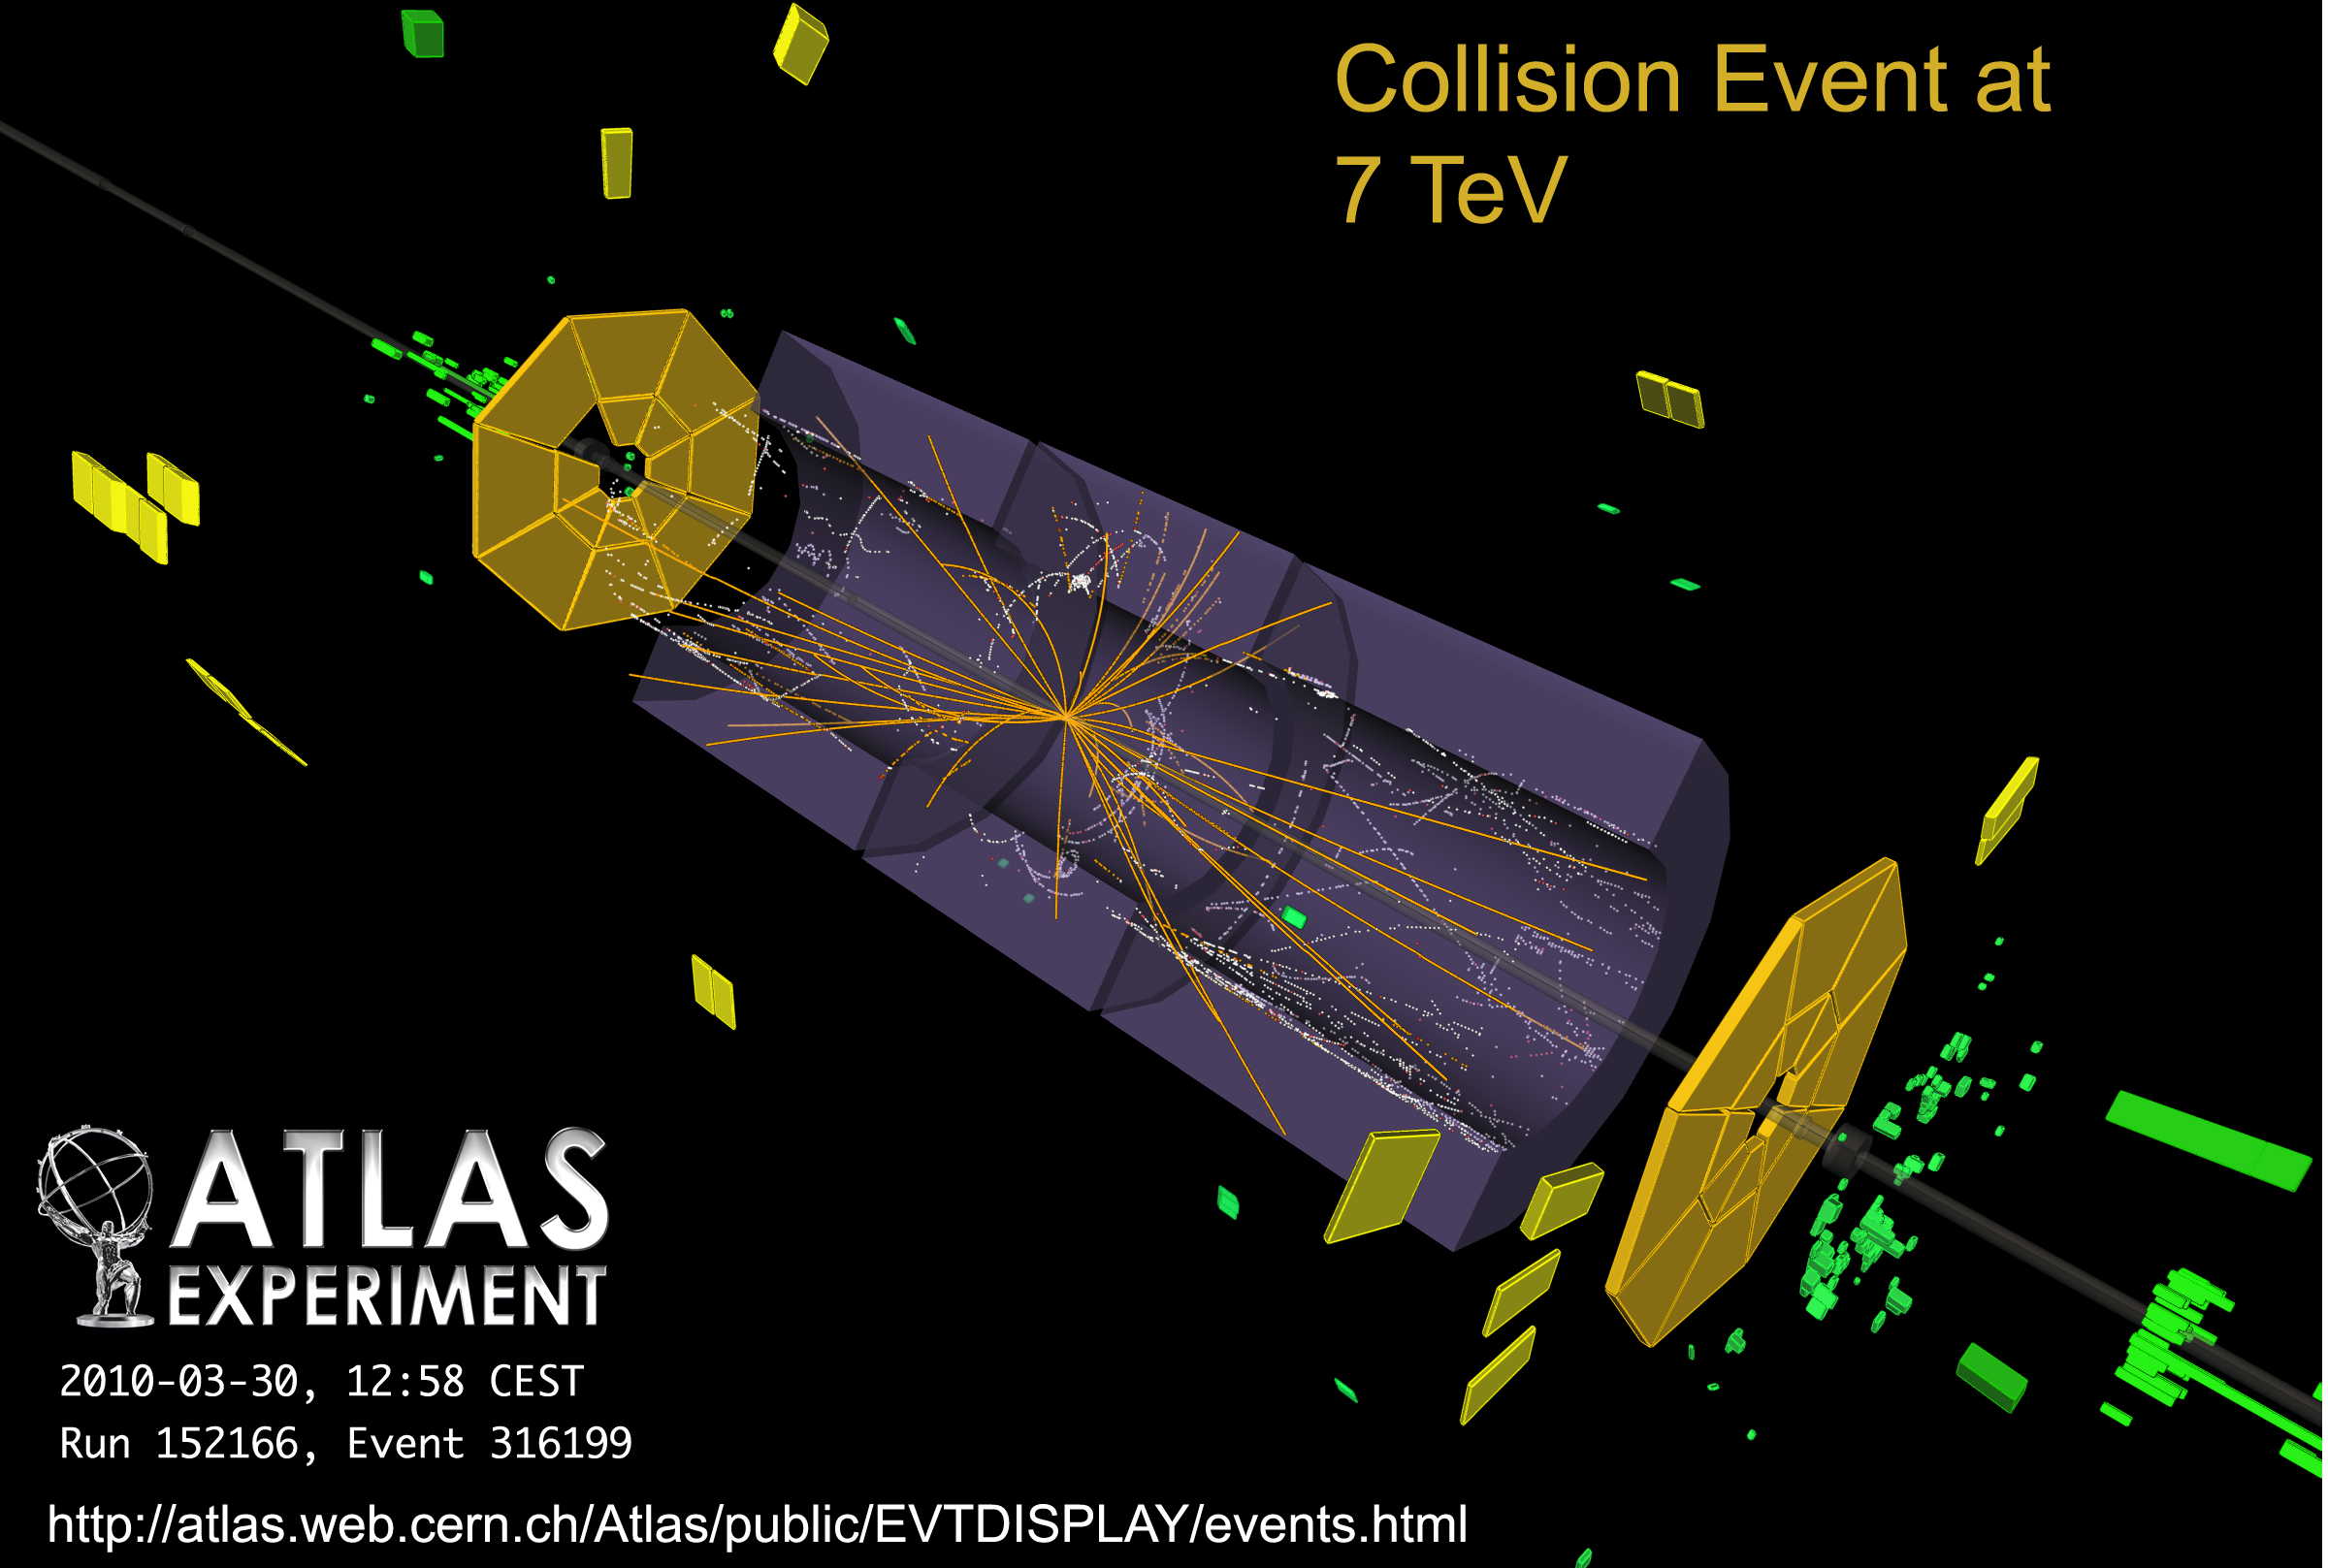 Collision Event at
7 TeV
ATLAS
EXPERIMENT
2010-03-30, 12:58 CEST
Run 152166, Event 316199
http://atlas.web.cern.ch/Atlas/public/EVTDISPLAY/events.html